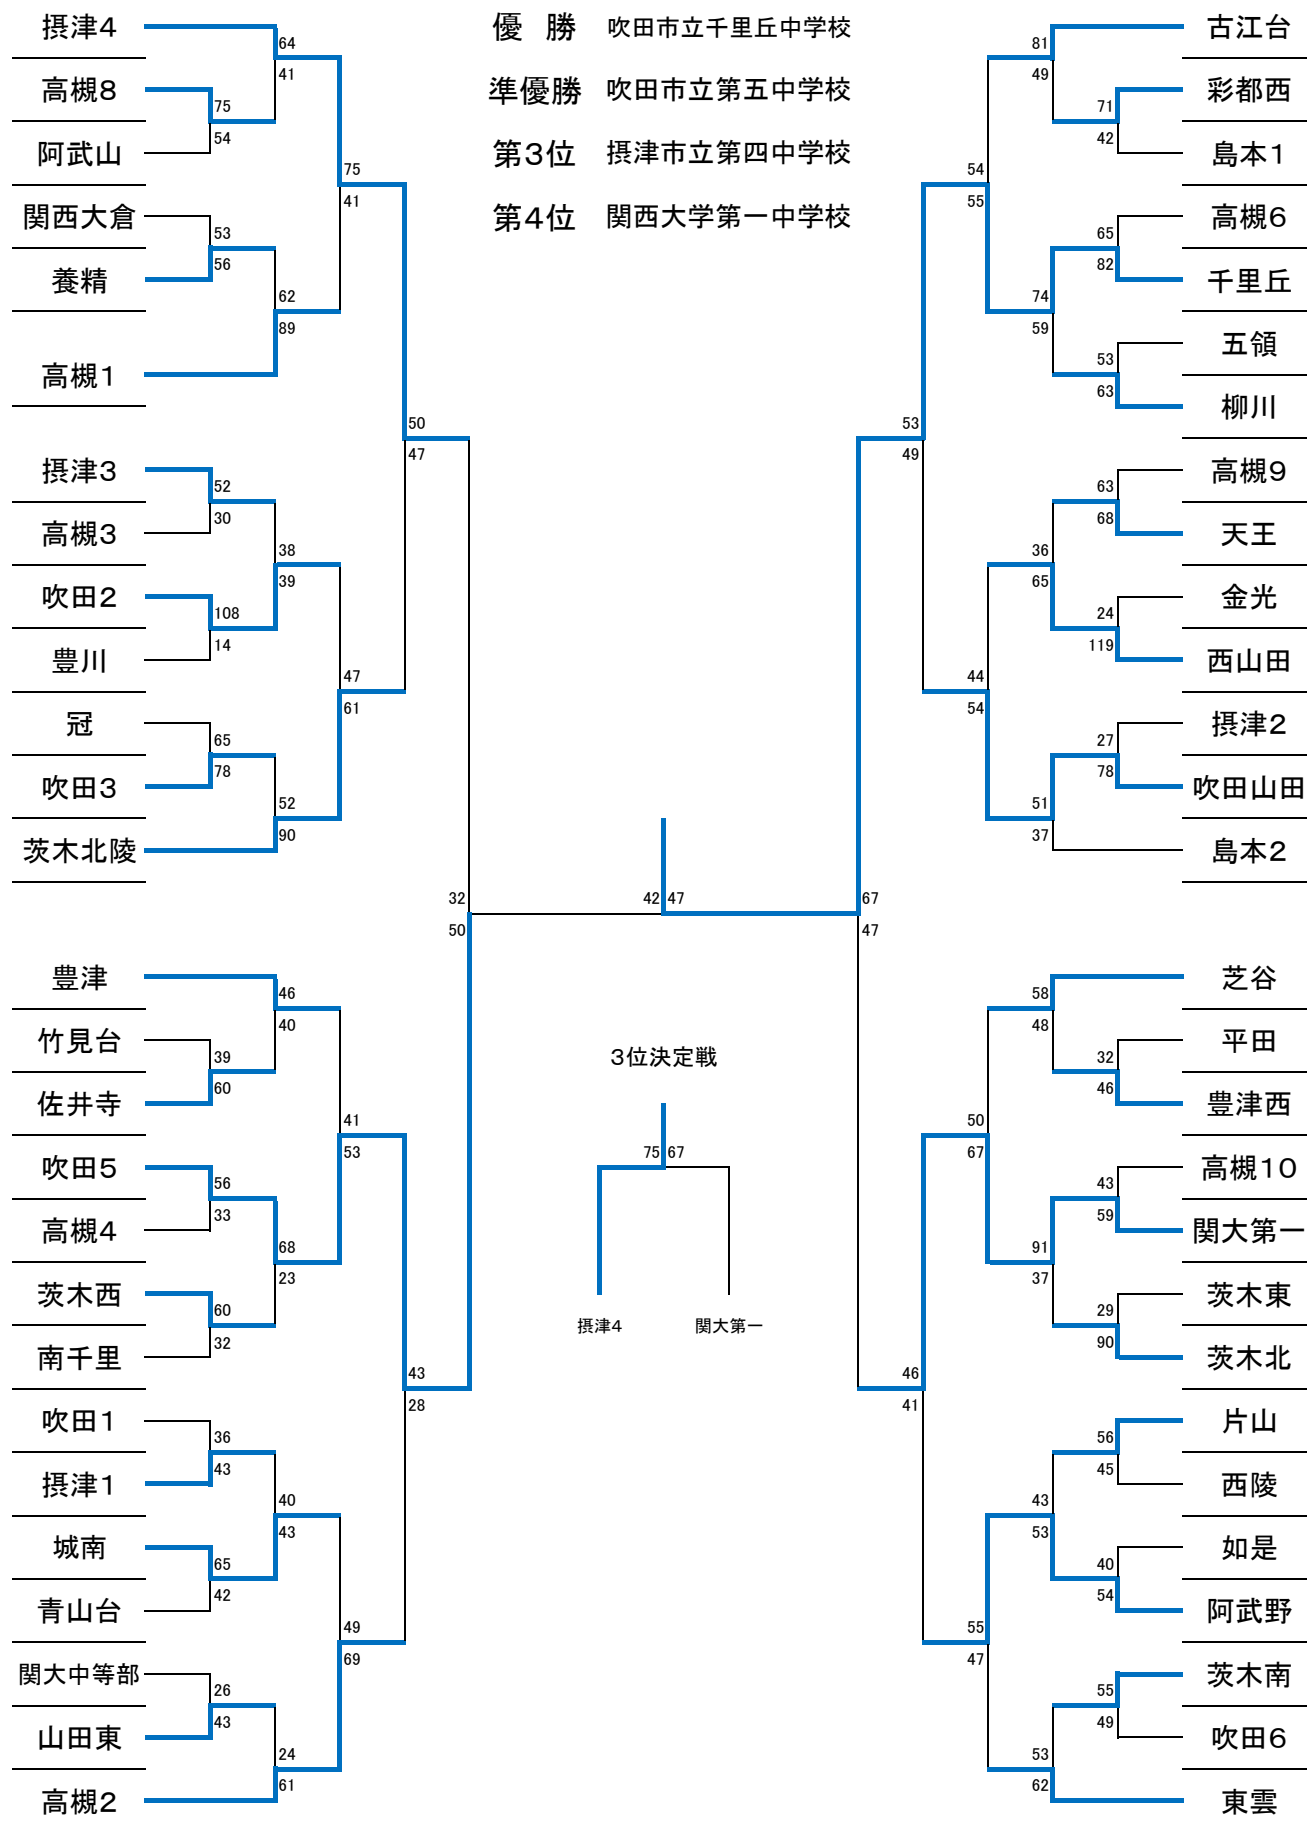 優　勝　吹田市立千里丘中学校
準優勝　吹田市立第五中学校
第3位　摂津市立第四中学校
第4位　関西大学第一中学校
摂津4
高槻8
阿武山
関西大倉
養精
高槻1
摂津3
高槻3
吹田2
豊川
冠
吹田3
茨木北陵
豊津
竹見台
佐井寺
吹田5
高槻4
茨木西
南千里
吹田1
摂津1
城南
青山台
関大中等部
山田東
高槻2
75
54
53
56
52
30
108
14
65
78
39
60
56
33
60
32
36
43
65
42
26
43
64
41
62
89
38
39
52
90
46
40
68
23
40
43
24
61
75
41
47
61
41
53
49
69
50
47
43
28
32
50
42 47
67
47
3位決定戦
75 67
摂津4　関大第一
53
49
46
41
54
55
44
54
50
67
55
47
81
49
74
59
36
65
51
37
58
48
91
37
43
53
53
62
71
42
65
82
53
63
63
68
24
119
27
78
32
46
43
59
29
90
56
45
40
54
55
49
古江台
彩都西
島本1
高槻6
千里丘
五領
柳川
高槻9
天王
金光
西山田
摂津2
吹田山田
島本2
芝谷
平田
豊津西
高槻10
関大第一
茨木東
茨木北
片山
西陵
如是
阿武野
茨木南
吹田6
東雲